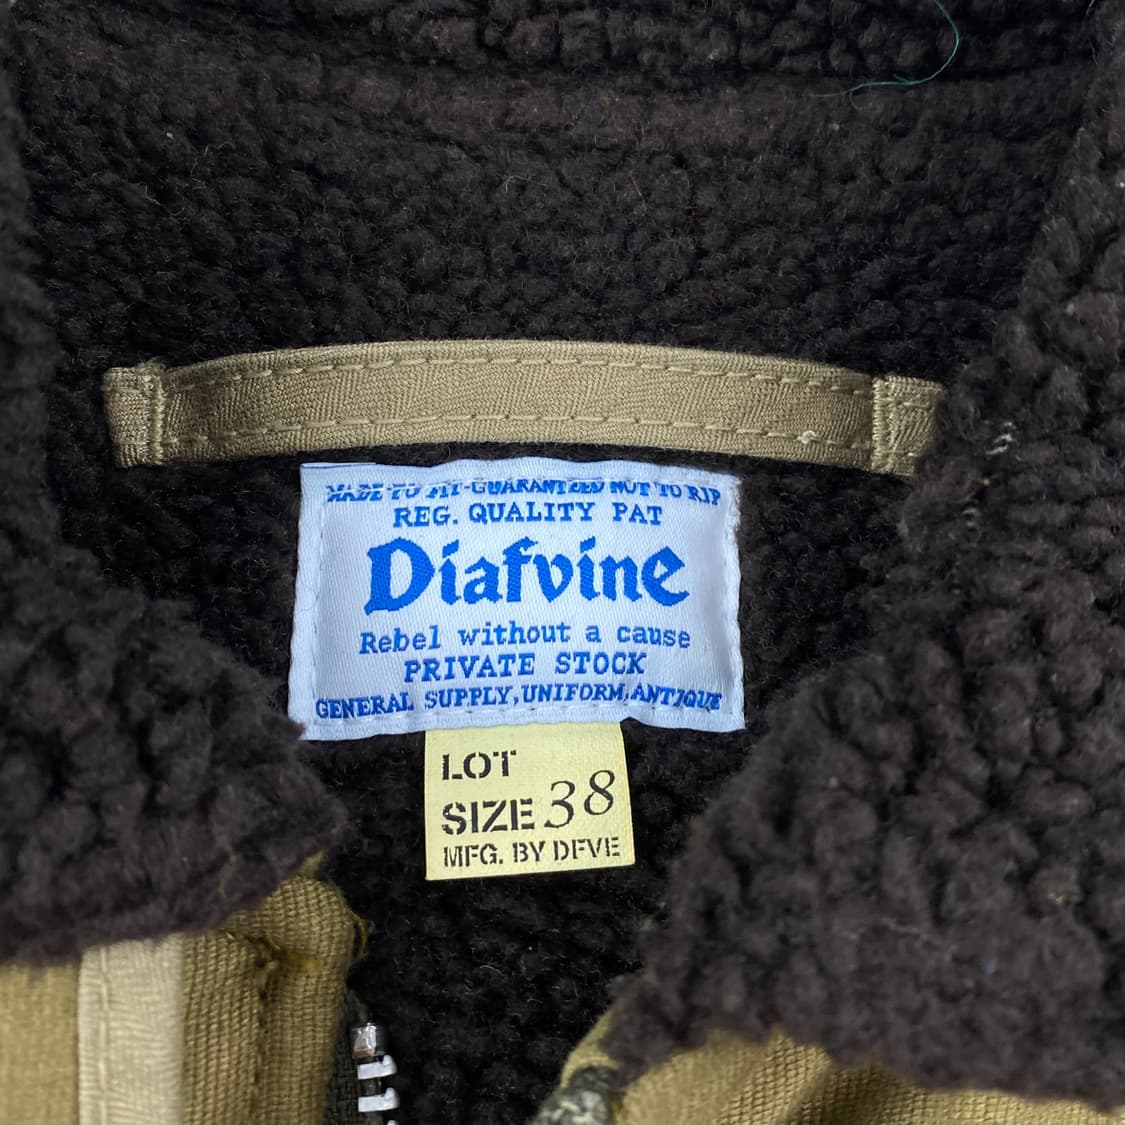 MADE TO FIT-GUARANTEED NOT TO RIP
REG. QUALITY PAT
Diafvine
Rebel without a cause
PRIVATE STOCK
GENERAL SUPPLY, UNIFORM, ANTIQUE
LOT
SIZE 38
MFG. BY DFVE